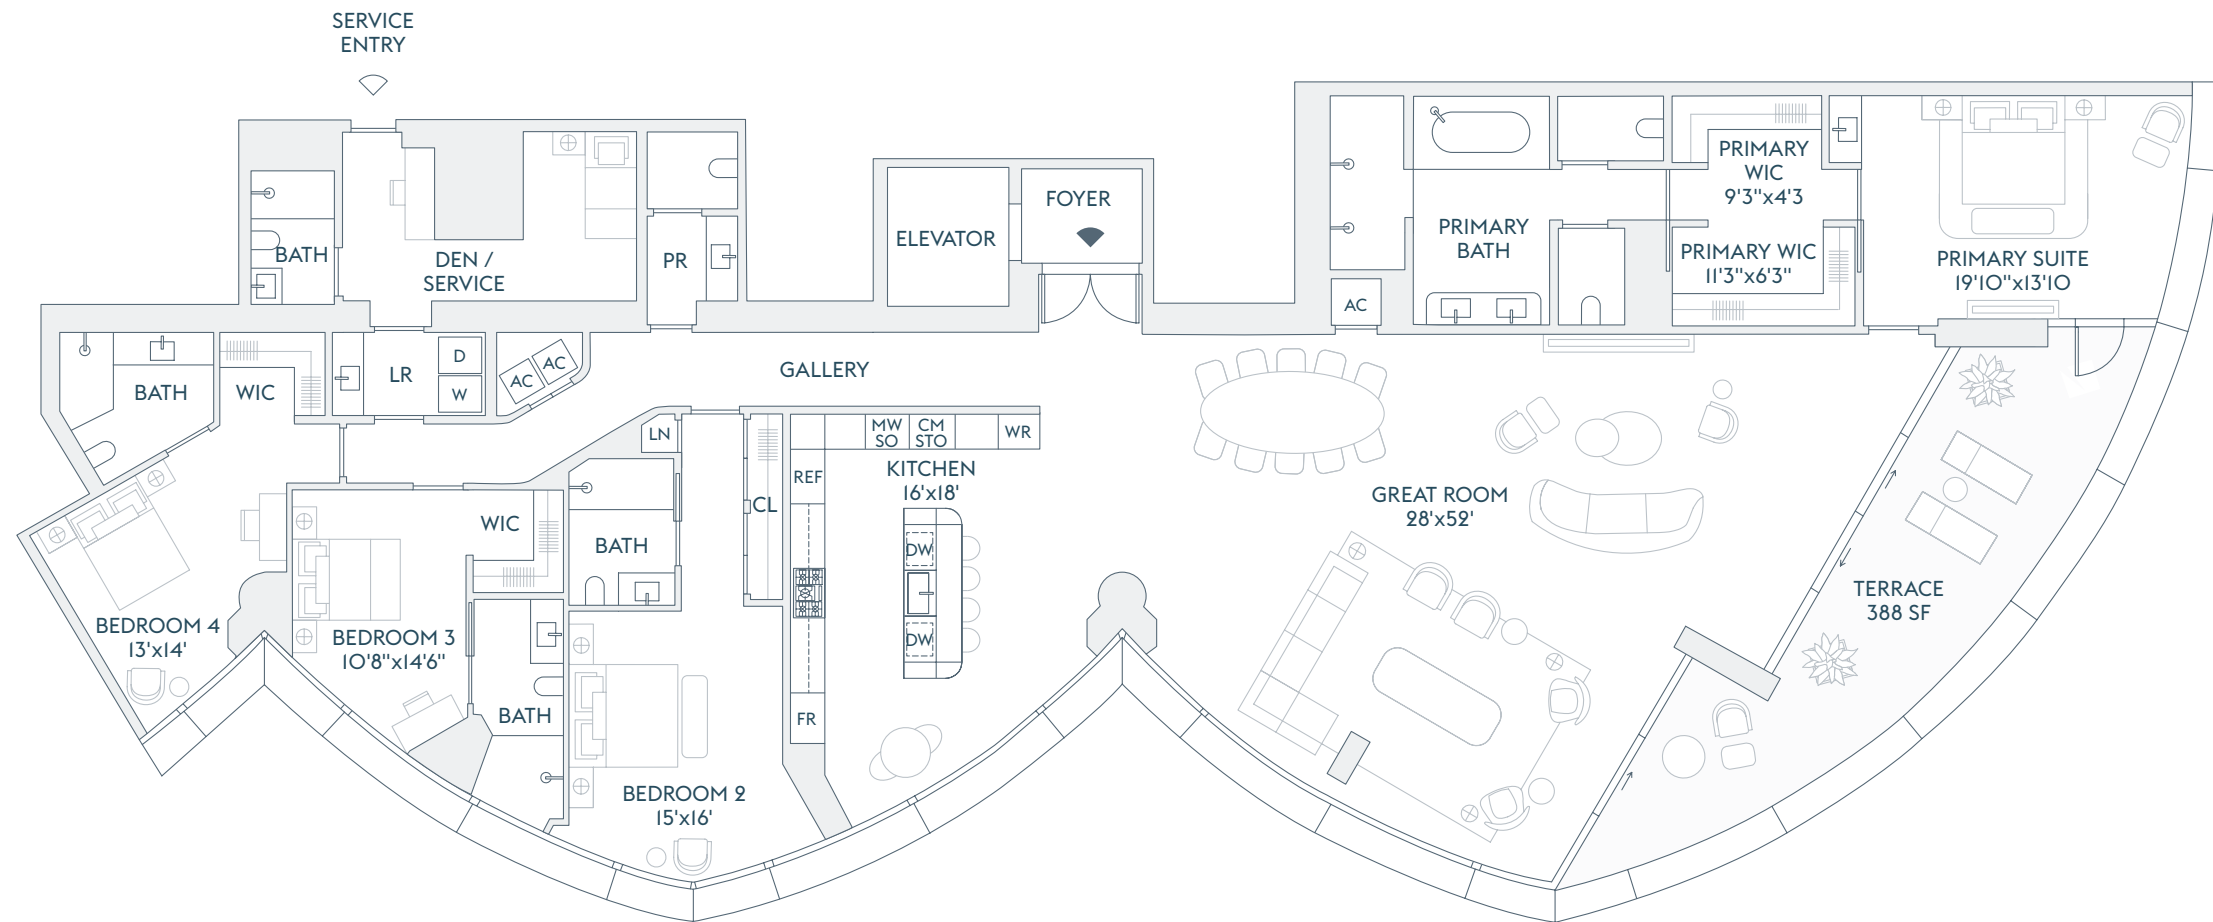 SERVICE
ENTRY
BATH
DEN /
SERVICE
PR
ELEVATOR
FOYER
AC
PRIMARY
BATH
PRIMARY
WIC
9'3"x4'3
PRIMARY WIC
11'3"x6'3"
PRIMARY SUITE
19'10"x13'10
BATH
WIC
LR
D
W
AC
AC
GALLERY
LN
CL
MW
SO
CM
STO
WR
REF
KITCHEN
16'x18'
DW
DW
FR
GREAT ROOM
28'x52'
TERRACE
388 SF
WIC
BATH
BEDROOM 4
13'x14'
BEDROOM 3
10'8"x14'6"
BATH
BEDROOM 2
15'x16'